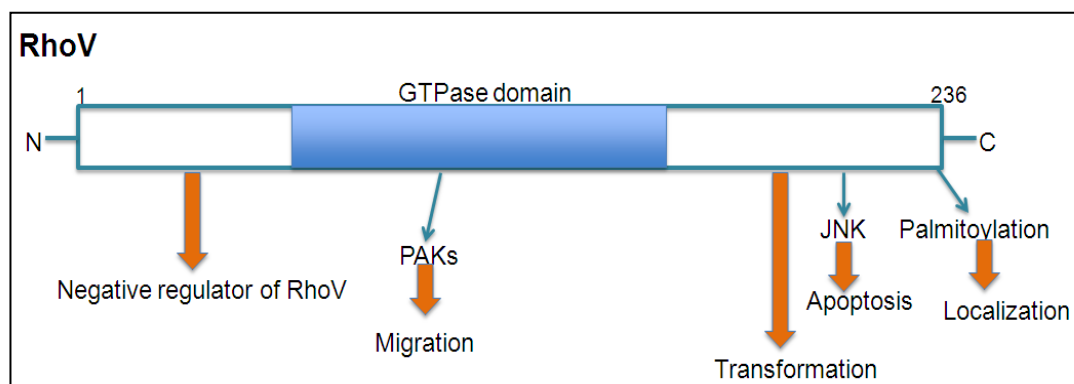 RhoV
1 GTPase domain 236
N C
PAKs JNK Palmitoylation
Negative regulator of RhoV Apoptosis Localization
Migration
Transformation